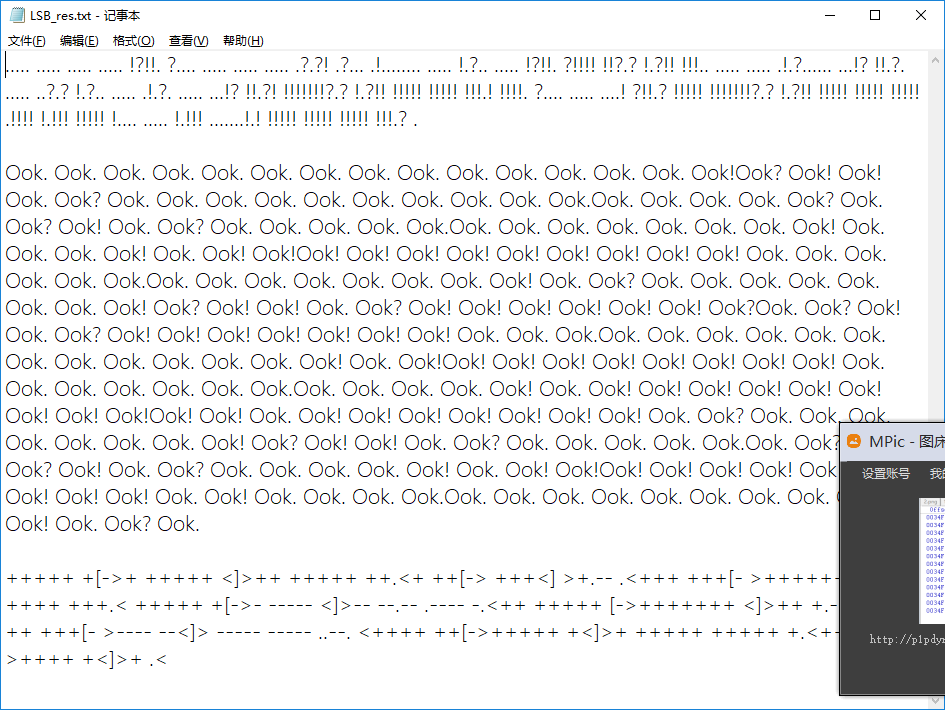 LSB_res.txt - 记事本
文件(F) 编辑(E) 格式(O) 查看(V) 帮助(H)
..... ..... ..... ..... !?!!. ?.... ..... ..... ..... .?.?! .?... .!....... ..... !.?.. ..... !?!!. ?!!!! !!?.? !.?!! !!!.. ..... ..... .!.?..... ...!? !!.?.
..... ..?.? !.?.. ..... .!.?. ..... ...!? !!.?! !!!!!!!?.? !.?!! !!!!! !!!!! !!!.! !!!!. ?.... ..... ....! ?!!.? !!!!! !!!!!!!?.? !.?!! !!!!! !!!!! !!!!!
.!!!! !.!!! !!!!! !.... ..... !.!!! .......!.! !!!!! !!!!! !!!!! !!!.? .
Ook. Ook. Ook. Ook. Ook. Ook. Ook. Ook. Ook. Ook. Ook. Ook. Ook. Ook. Ook!Ook? Ook! Ook!
Ook. Ook? Ook. Ook. Ook. Ook. Ook. Ook. Ook. Ook. Ook. Ook.Ook. Ook. Ook. Ook. Ook? Ook.
Ook? Ook! Ook. Ook? Ook. Ook. Ook. Ook. Ook.Ook. Ook. Ook. Ook. Ook. Ook. Ook. Ook! Ook.
Ook. Ook. Ook! Ook. Ook! Ook!Ook! Ook! Ook! Ook! Ook! Ook! Ook! Ook! Ook! Ook. Ook. Ook.
Ook. Ook. Ook.Ook. Ook. Ook. Ook. Ook. Ook. Ook. Ook! Ook. Ook? Ook. Ook. Ook. Ook. Ook.
Ook. Ook. Ook! Ook? Ook! Ook! Ook. Ook? Ook! Ook! Ook! Ook! Ook! Ook! Ook?Ook. Ook? Ook!
Ook. Ook? Ook! Ook! Ook! Ook! Ook! Ook! Ook! Ook. Ook. Ook.Ook. Ook. Ook. Ook. Ook. Ook.
Ook. Ook. Ook. Ook. Ook. Ook. Ook! Ook. Ook!Ook! Ook! Ook! Ook! Ook! Ook! Ook! Ook! Ook.
Ook. Ook. Ook. Ook. Ook. Ook.Ook. Ook. Ook. Ook. Ook! Ook. Ook! Ook! Ook! Ook! Ook! Ook!
Ook! Ook! Ook!Ook! Ook! Ook. Ook! Ook! Ook! Ook! Ook! Ook! Ook! Ook. Ook? Ook. Ook. Ook.
Ook. Ook. Ook. Ook. Ook! Ook? Ook! Ook! Ook. Ook? Ook. Ook. Ook. Ook. Ook.Ook. Ook?
Ook? Ook! Ook. Ook? Ook. Ook. Ook. Ook. Ook! Ook. Ook! Ook!Ook! Ook! Ook! Ook! Ook
Ook! Ook! Ook! Ook. Ook! Ook. Ook. Ook. Ook.Ook. Ook. Ook. Ook. Ook. Ook. Ook. Ook.
Ook! Ook. Ook? Ook.
+++++ +[->+ +++++ <]>++ +++++ ++.<+ ++[-> +++<] >+.-- .<+++ +++[- >++++++
++++ +++.< +++++ +[->- ----- <]>-- --.-- .---- -.<++ +++++ [->+++++++ <]>++ +.-
++ +++[- >---- --<]> ----- ----- ..--. <++++ ++[->+++++ +<]>+ +++++ +++++ +.<+-
>++++ +<]>+ .<
MPic - 图床
设置账号 我的
http://p1pdy